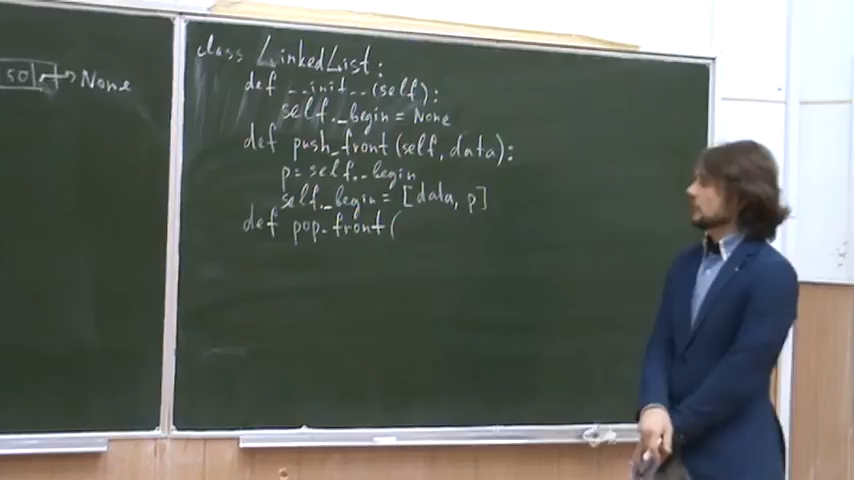 50 None
class LinkedList:
def __init__(self):
self._begin = None
def push_front(self, data):
p = self._begin
self._begin = [data, p]
def pop_front(